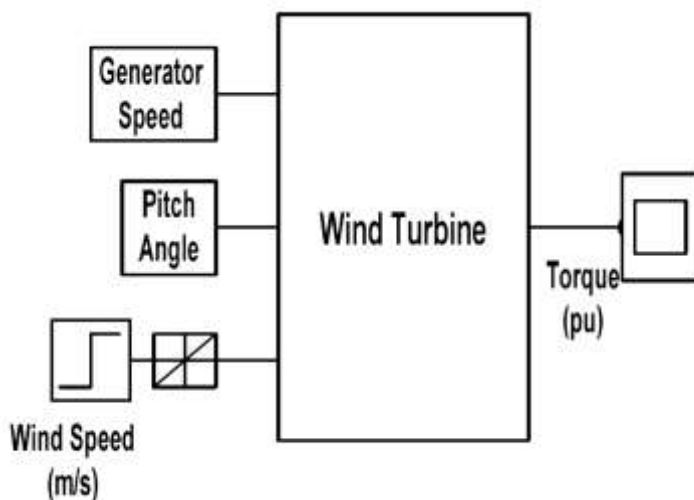 Generator
Speed
Pitch
Angle
Wind Turbine
Torque
(pu)
Wind Speed
(m/s)